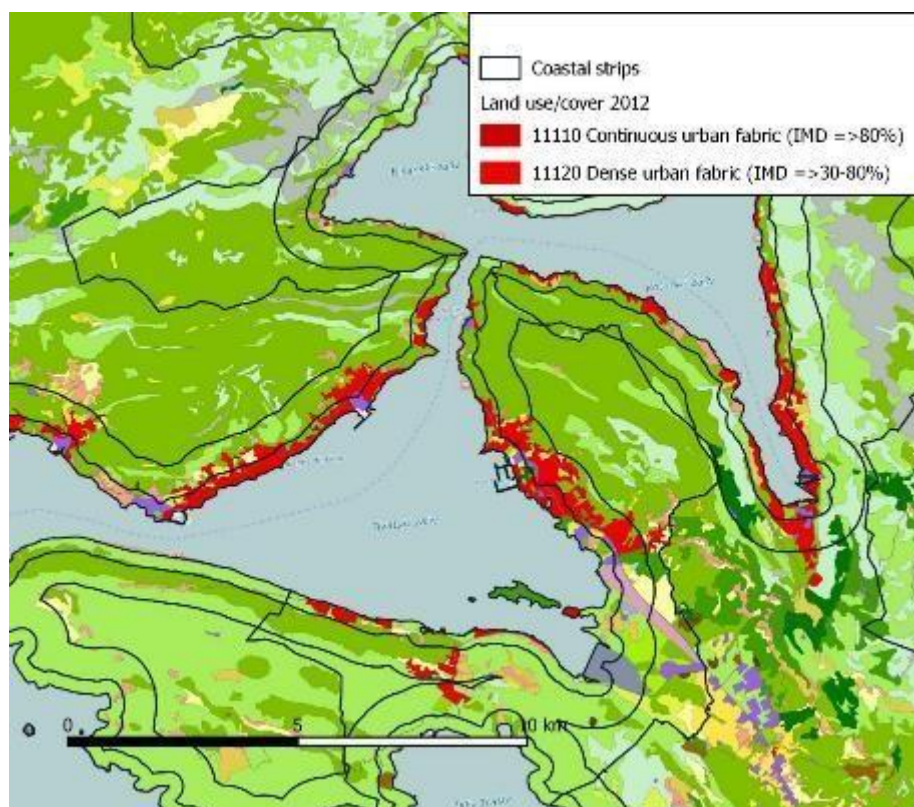 Coastal strips
Land use/cover 2012
11110 Continuous urban fabric (IMD =>80%)
11120 Dense urban fabric (IMD =>30-80%)
0
5
10 km